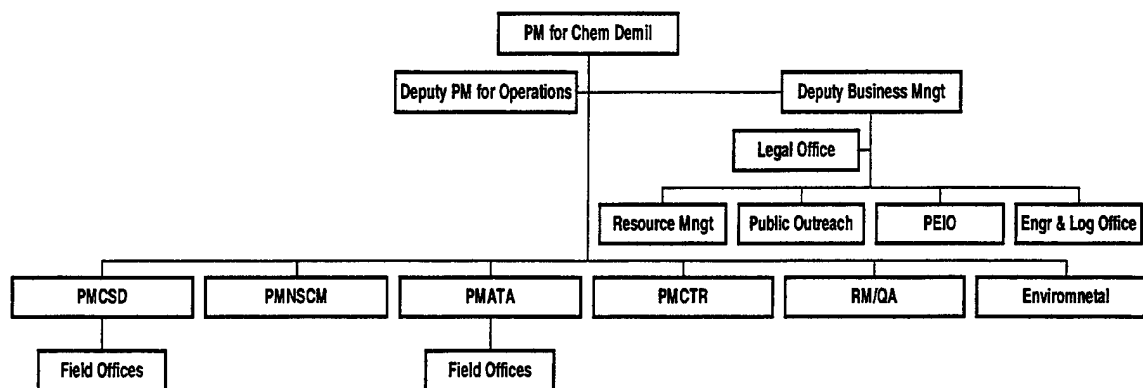 PM for Chem Demil
Deputy PM for Operations
Deputy Business Mngt
Legal Office
Resource Mngt
Public Outreach
PEIO
Engr & Log Office
PMCSD
PMNSCM
PMATA
PMCTR
RM/QA
Enviromnetal
Field Offices
Field Offices